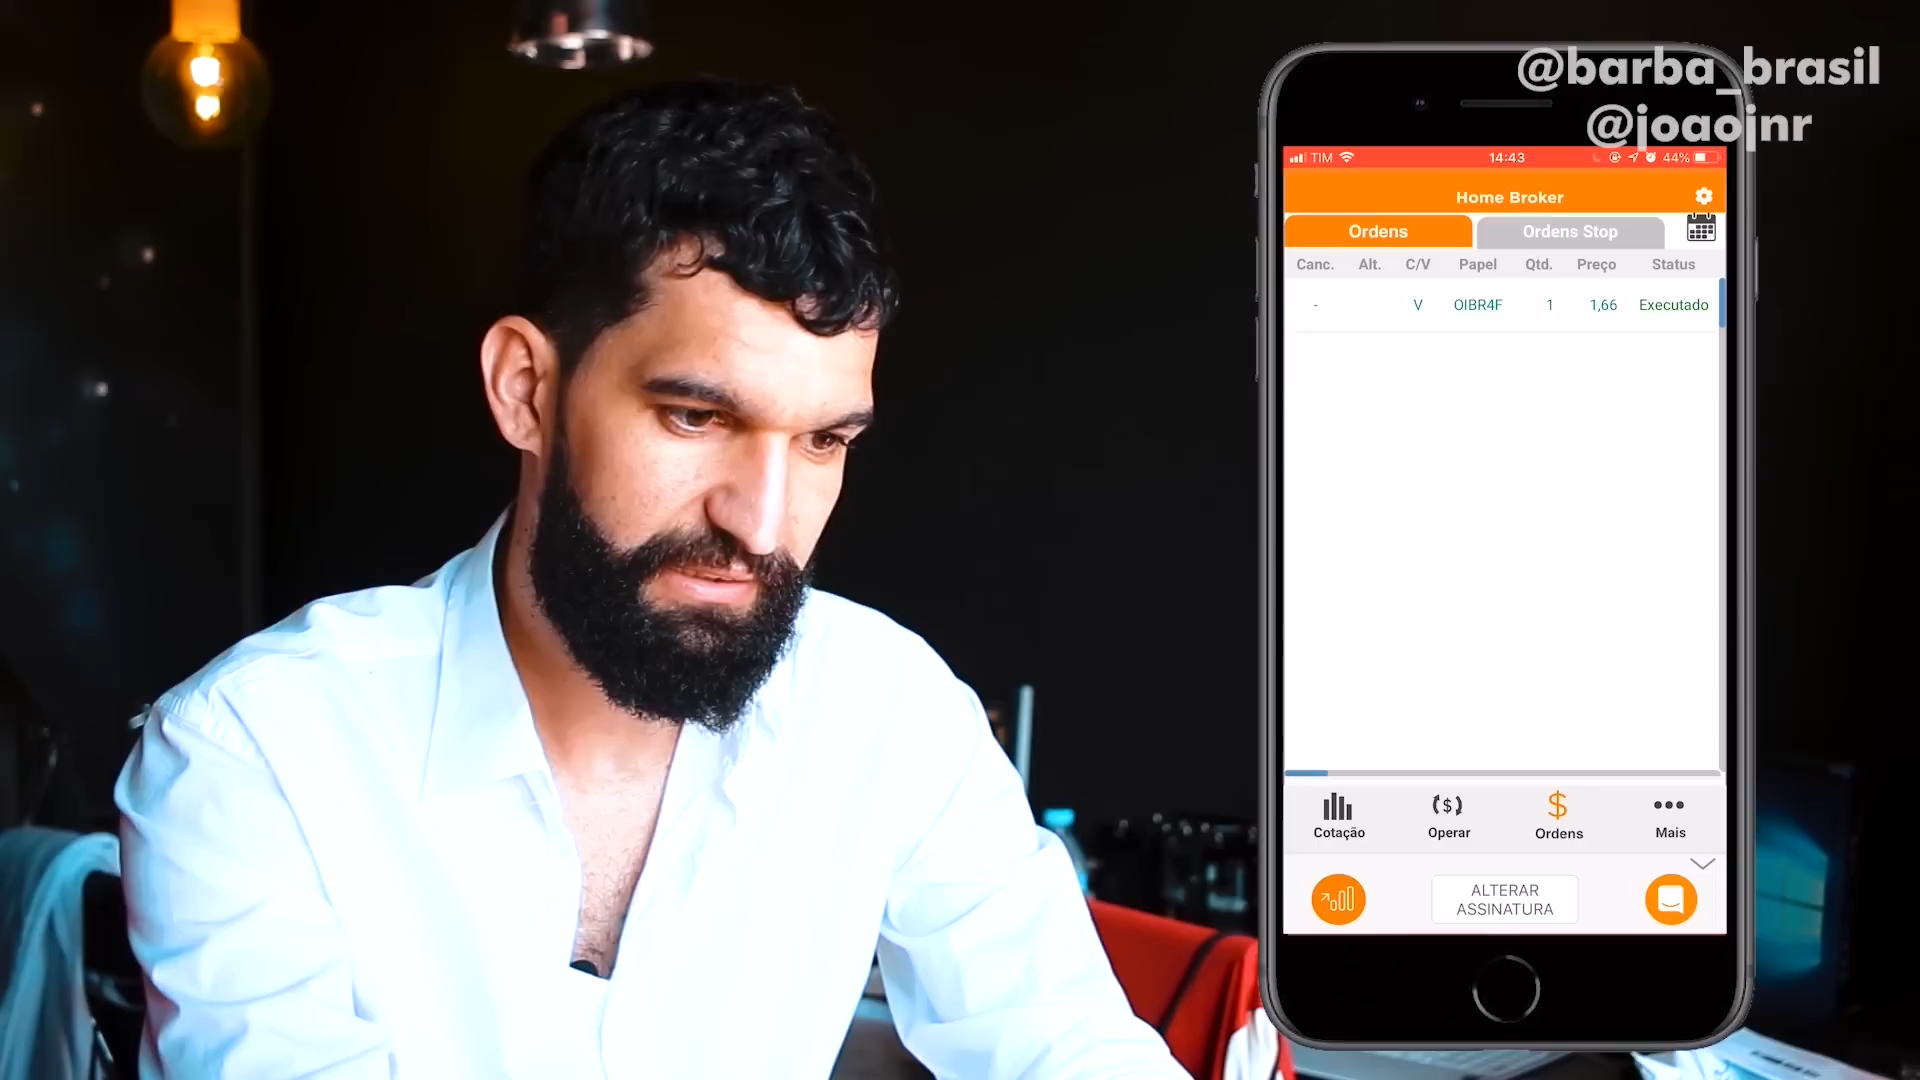 @barba_brasil
@joaojnr
TIM 14:43 44%
Home Broker
Ordens Ordens Stop
Canc. Alt. C/V Papel Qtd. Preço Status
- V OIBR4F 1 1,66 Executado
Cotação Operar Ordens Mais
ALTERAR
ASSINATURA